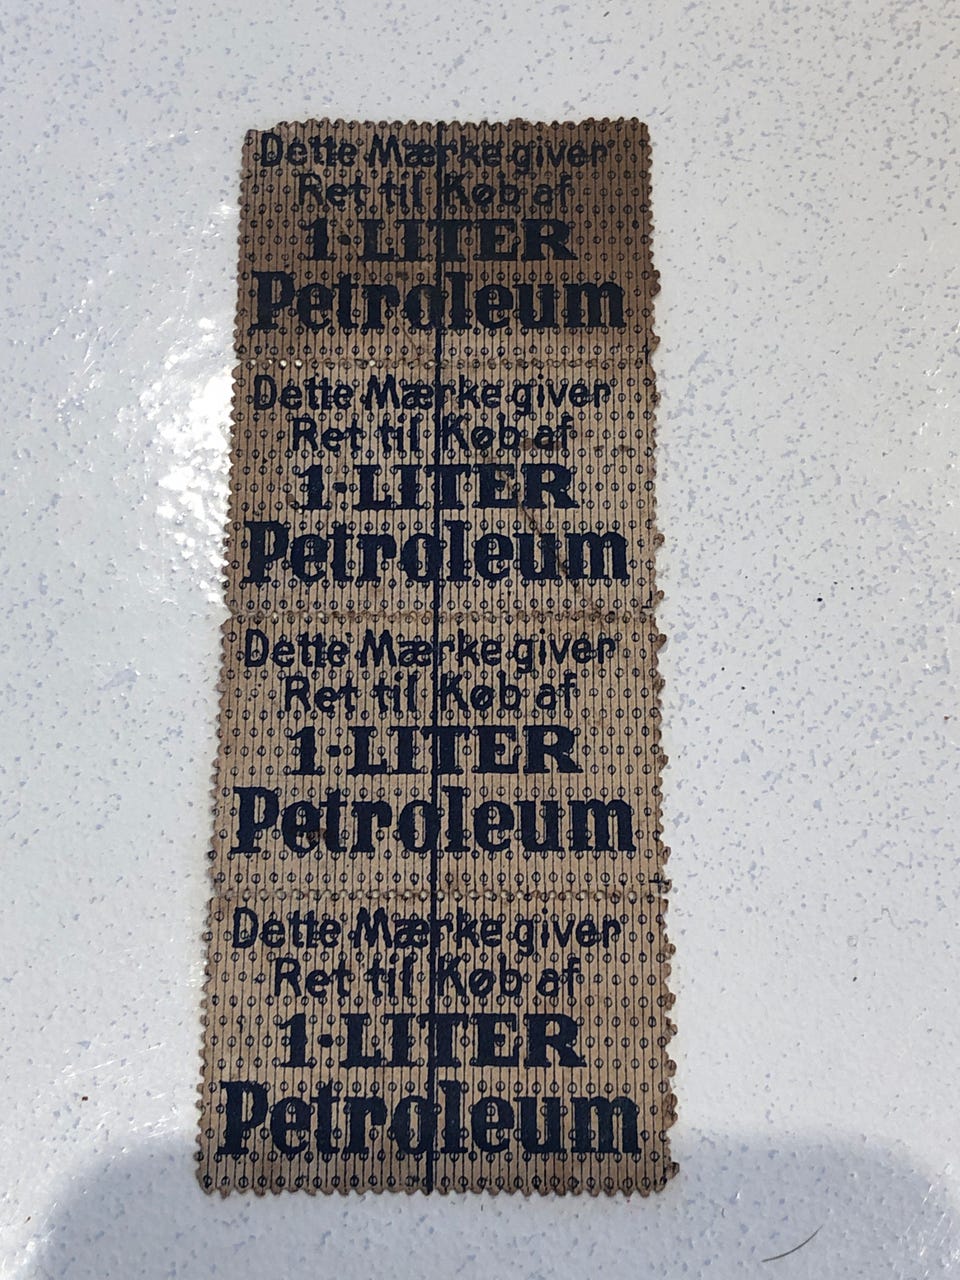 Dette Mærke giver
Ret til Køb af
1·LITER
Petroleum
Dette Mærke giver
Ret til Køb af
1·LITER
Petroleum
Dette Mærke giver
Ret til Køb af
1·LITER
Petroleum
Dette Mærke giver
Ret til Køb af
1·LITER
Petroleum